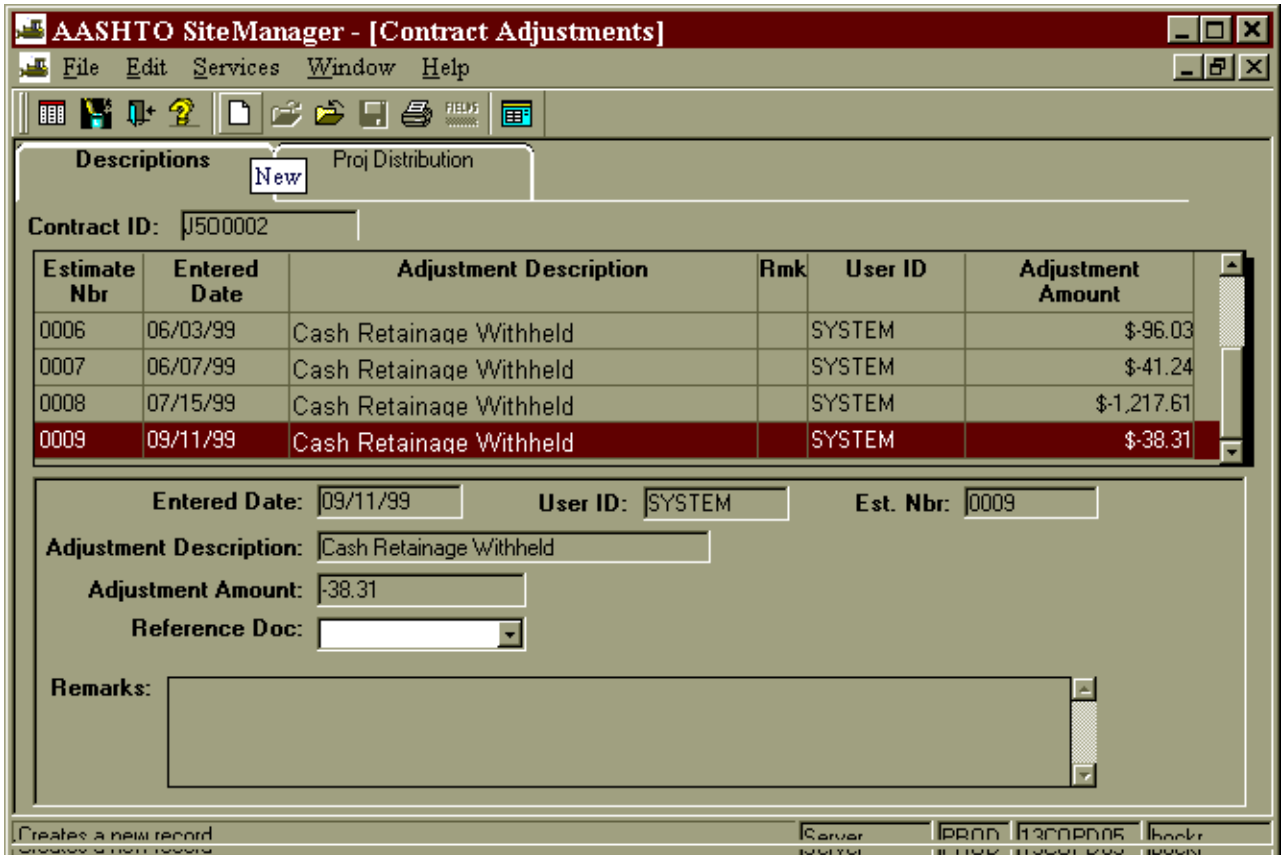 AASHTO SiteManager - [Contract Adjustments]
File Edit Services Window Help
FIELDS
Descriptions Proj Distribution
New
Contract ID: J5O0002
Estimate Nbr Entered Date Adjustment Description Rmk User ID Adjustment Amount
0006 06/03/99 Cash Retainage Withheld SYSTEM $-96.03
0007 06/07/99 Cash Retainage Withheld SYSTEM $-41.24
0008 07/15/99 Cash Retainage Withheld SYSTEM $-1,217.61
0009 09/11/99 Cash Retainage Withheld SYSTEM $-38.31
Entered Date: 09/11/99 User ID: SYSTEM Est. Nbr: 0009
Adjustment Description: Cash Retainage Withheld
Adjustment Amount: -38.31
Reference Doc:
Remarks:
Creates a new record Server PROD